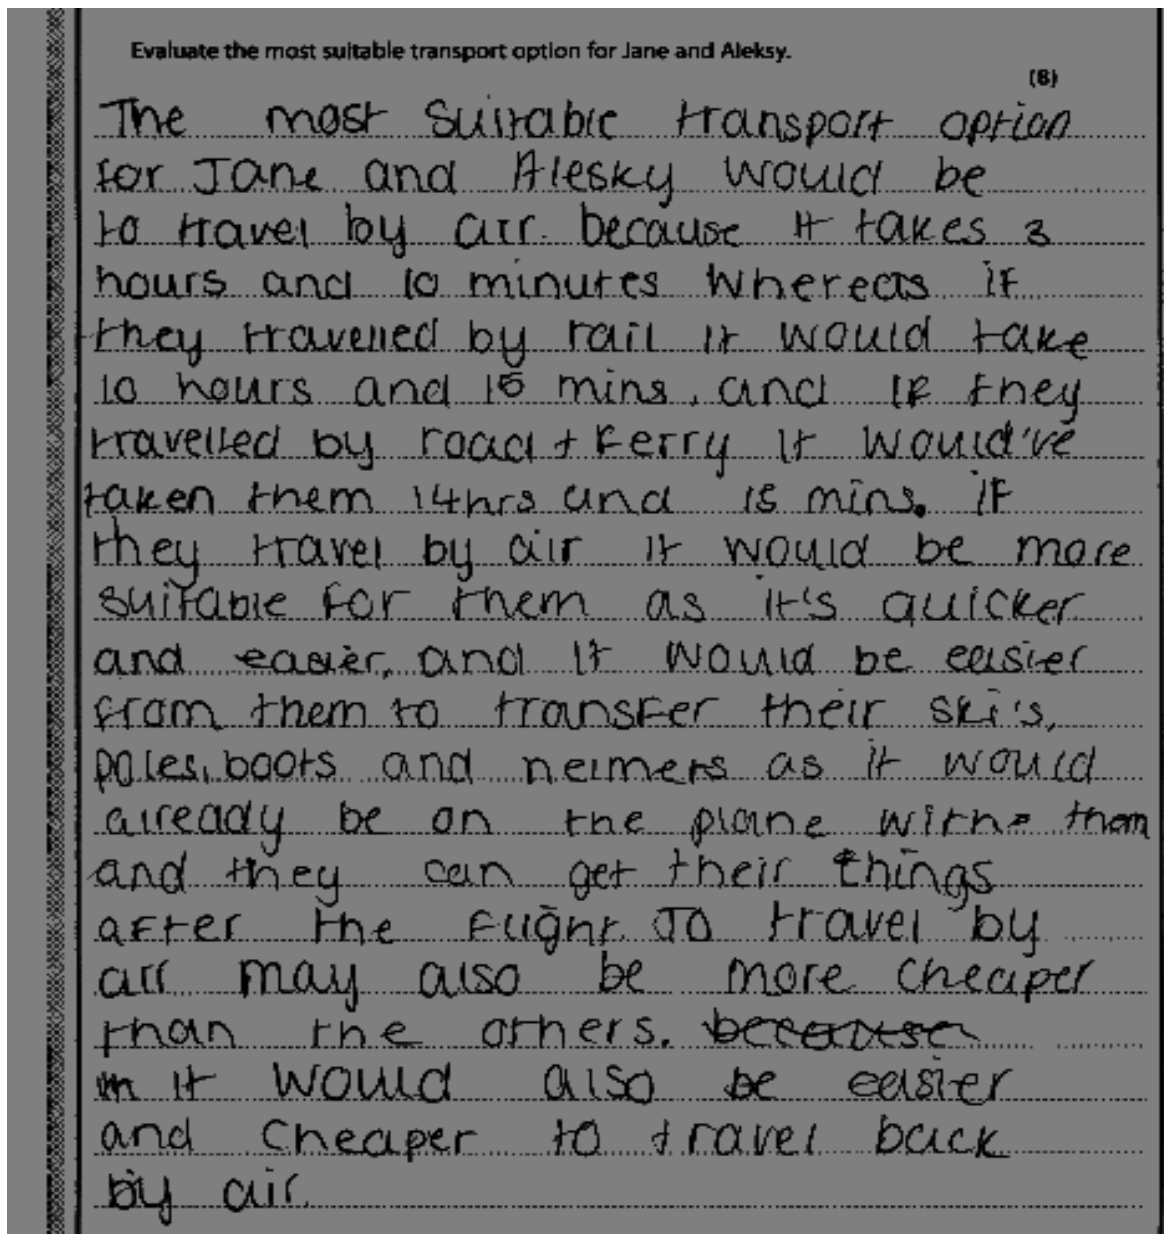 Evaluate the most suitable transport option for Jane and Aleksy.
(8)
The most suitable transport option
for Jane and Alesky would be
to travel by air. because it takes 3
hours and 10 minutes whereas if
they travelled by rail it would take
10 hours and 15 mins, and if they
travelled by road + ferry it would've
taken them 14hrs and 15 mins. if
they travel by air it would be more
suitable for them as it's quicker
and easier, and it would be easier
from them to transfer their ski's,
poles, boots and helmets as it would
already be on the plane with them
and they can get their things
after the flight. To travel by
air may also be more cheaper
than the others. because
it would also be easier
and cheaper to travel back
by air.